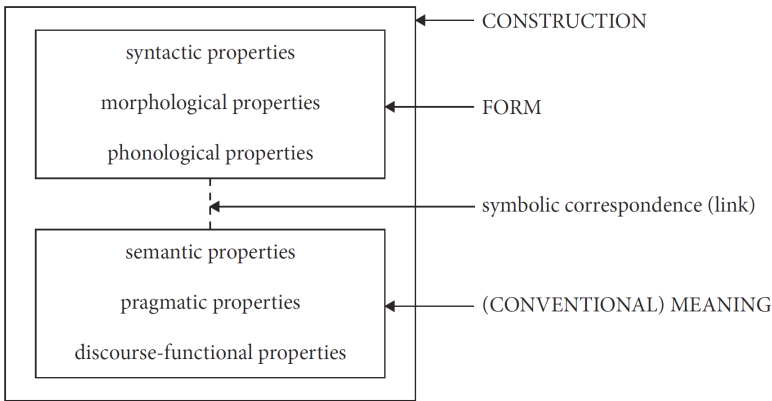 CONSTRUCTION
syntactic properties
morphological properties
FORM
phonological properties
symbolic correspondence (link)
semantic properties
pragmatic properties
(CONVENTIONAL) MEANING
discourse-functional properties